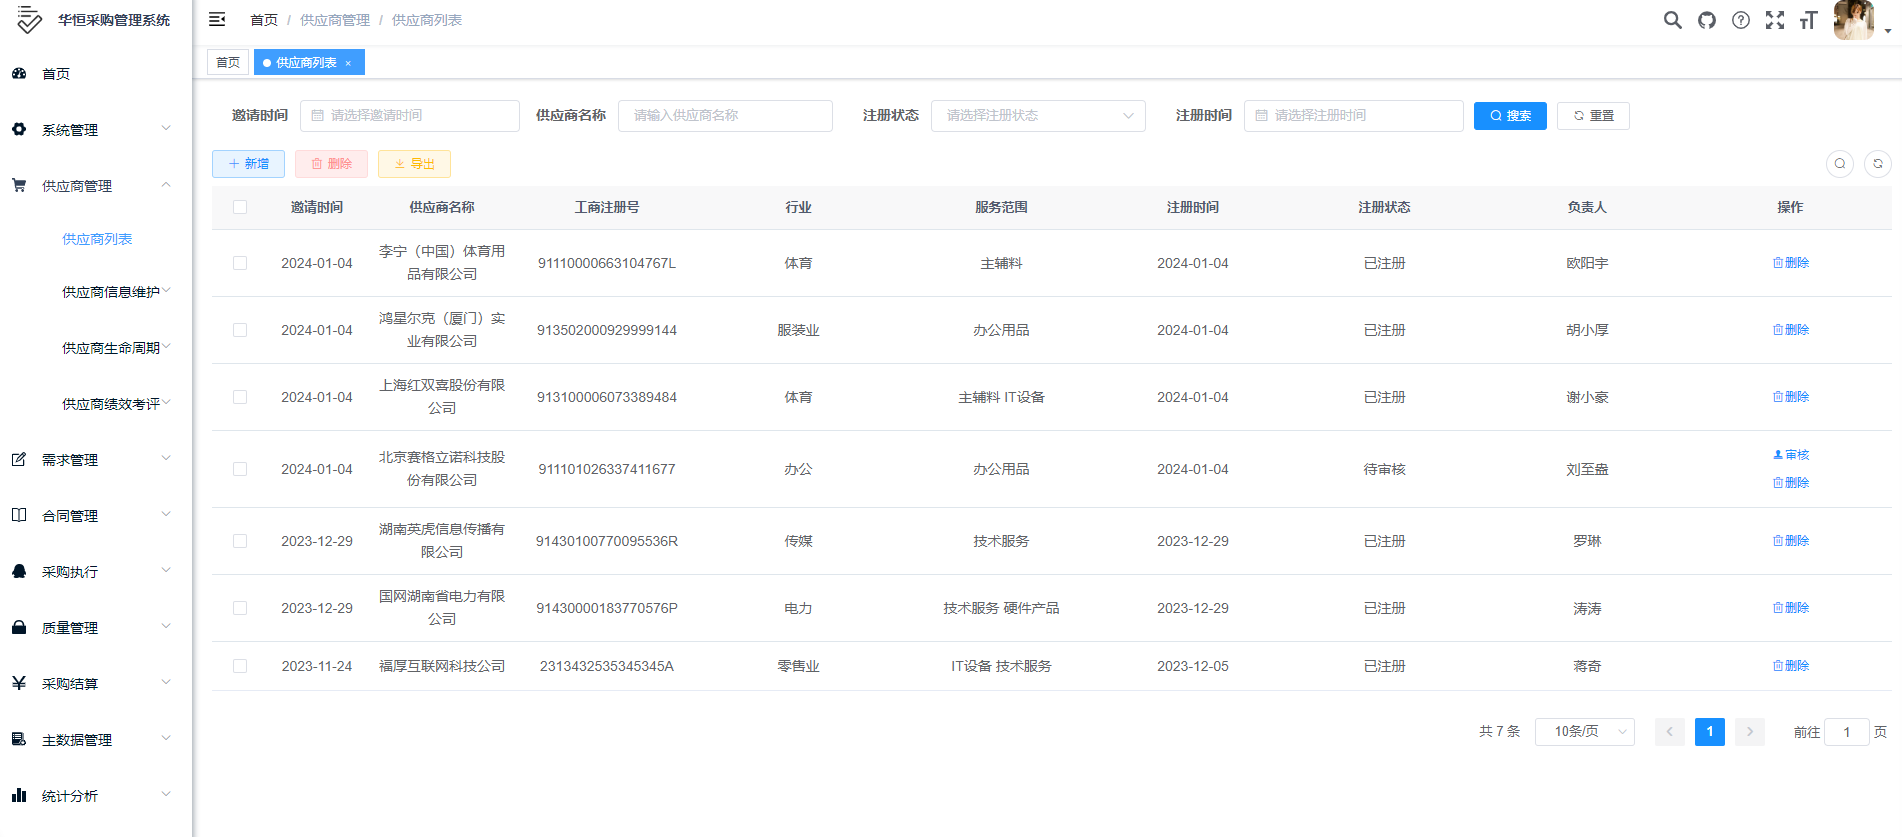 华恒采购管理系统
首页 / 供应商管理 / 供应商列表
首页
供应商列表 ×
首页
系统管理
供应商管理
供应商列表
供应商信息维护
供应商生命周期
供应商绩效考评
需求管理
合同管理
采购执行
质量管理
采购结算
主数据管理
统计分析
邀请时间 请选择邀请时间 供应商名称 请输入供应商名称 注册状态 请选择注册状态 注册时间 请选择注册时间 搜索 重置
新增 删除 导出
邀请时间 供应商名称 工商注册号 行业 服务范围 注册时间 注册状态 负责人 操作
2024-01-04 李宁（中国）体育用品有限公司 91110000663104767L 体育 主辅料 2024-01-04 已注册 欧阳宇 删除
2024-01-04 鸿星尔克（厦门）实业有限公司 913502000929999144 服装业 办公用品 2024-01-04 已注册 胡小厚 删除
2024-01-04 上海红双喜股份有限公司 913100006073389484 体育 主辅料 IT设备 2024-01-04 已注册 谢小豪 删除
2024-01-04 北京赛格立诺科技股份有限公司 911101026337411677 办公 办公用品 2024-01-04 待审核 刘至盎 审核 删除
2023-12-29 湖南英虎信息传播有限公司 91430100770095536R 传媒 技术服务 2023-12-29 已注册 罗琳 删除
2023-12-29 国网湖南省电力有限公司 91430000183770576P 电力 技术服务 硬件产品 2023-12-29 已注册 涛涛 删除
2023-11-24 福厚互联网科技公司 2313432535345345A 零售业 IT设备 技术服务 2023-12-05 已注册 蒋奇 删除
共 7 条 10条/页 1 前往 1 页